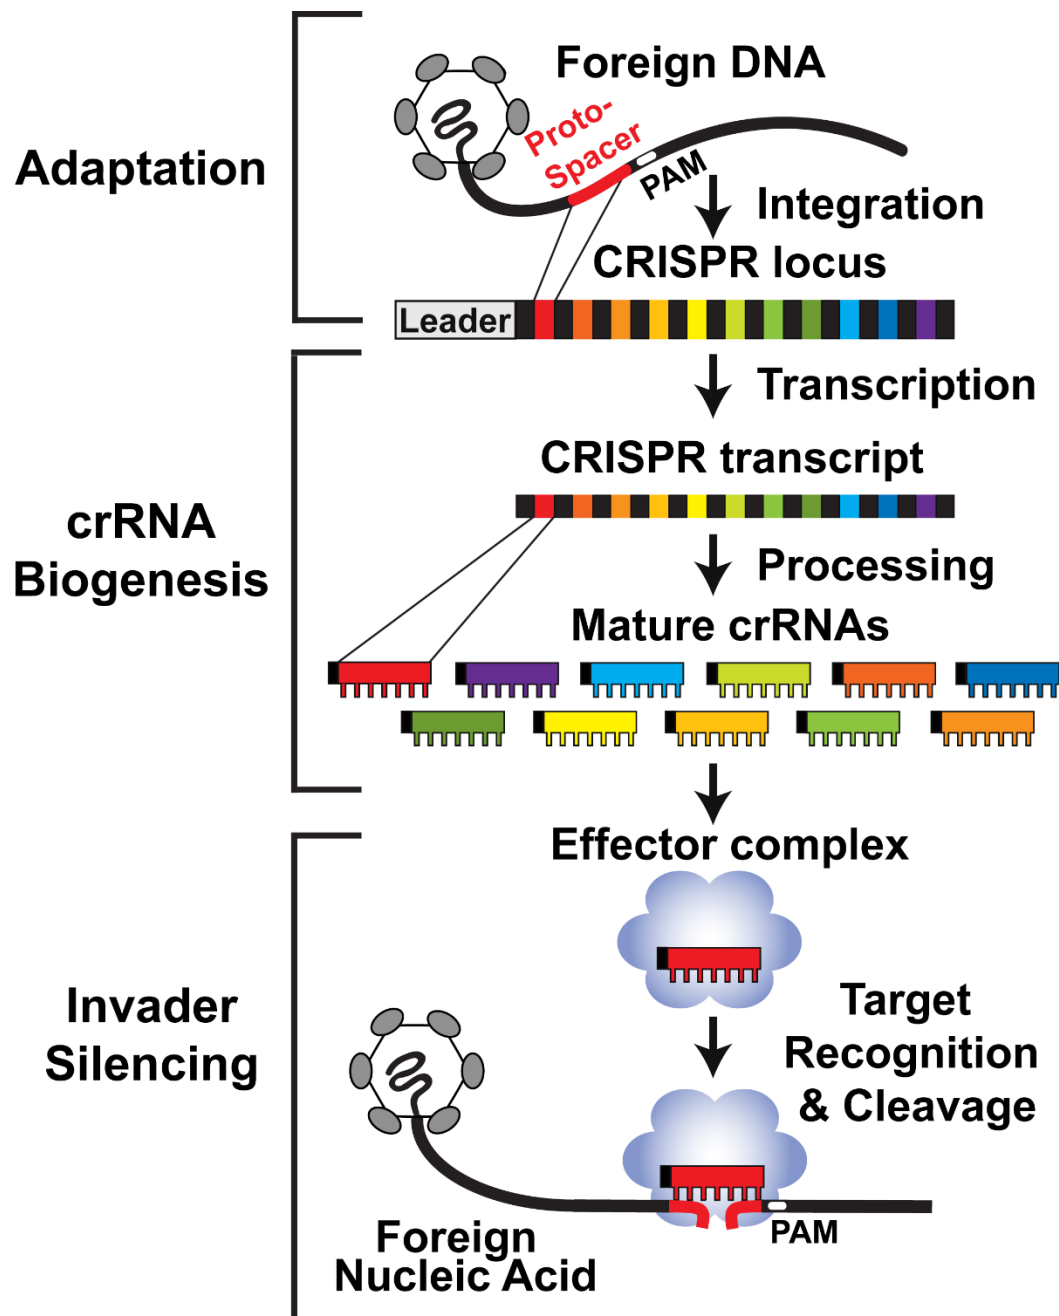 Adaptation
Foreign DNA
Proto-
Spacer
PAM
Integration
CRISPR locus
Leader
crRNA
Biogenesis
Transcription
CRISPR transcript
Processing
Mature crRNAs
Invader
Silencing
Effector complex
Target
Recognition
& Cleavage
PAM
Foreign
Nucleic Acid